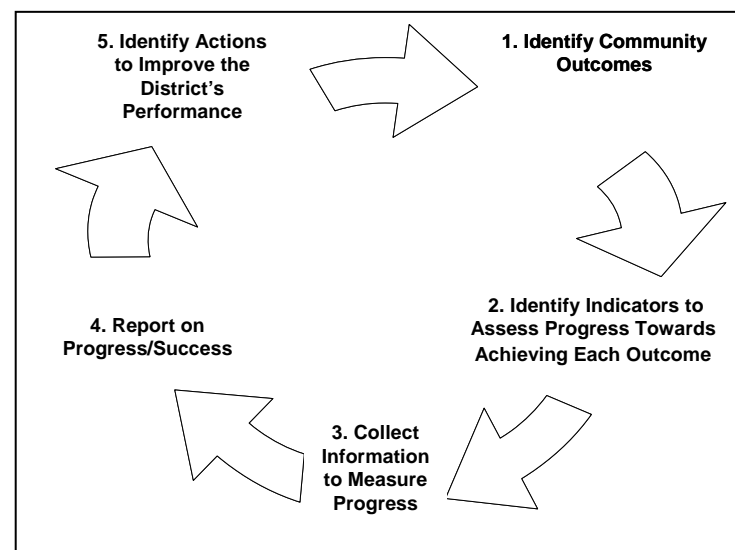 1. Identify Community
Outcomes
2. Identify Indicators to
Assess Progress Towards
Achieving Each Outcome
3. Collect
Information
to Measure
Progress
4. Report on
Progress/Success
5. Identify Actions
to Improve the
District's
Performance